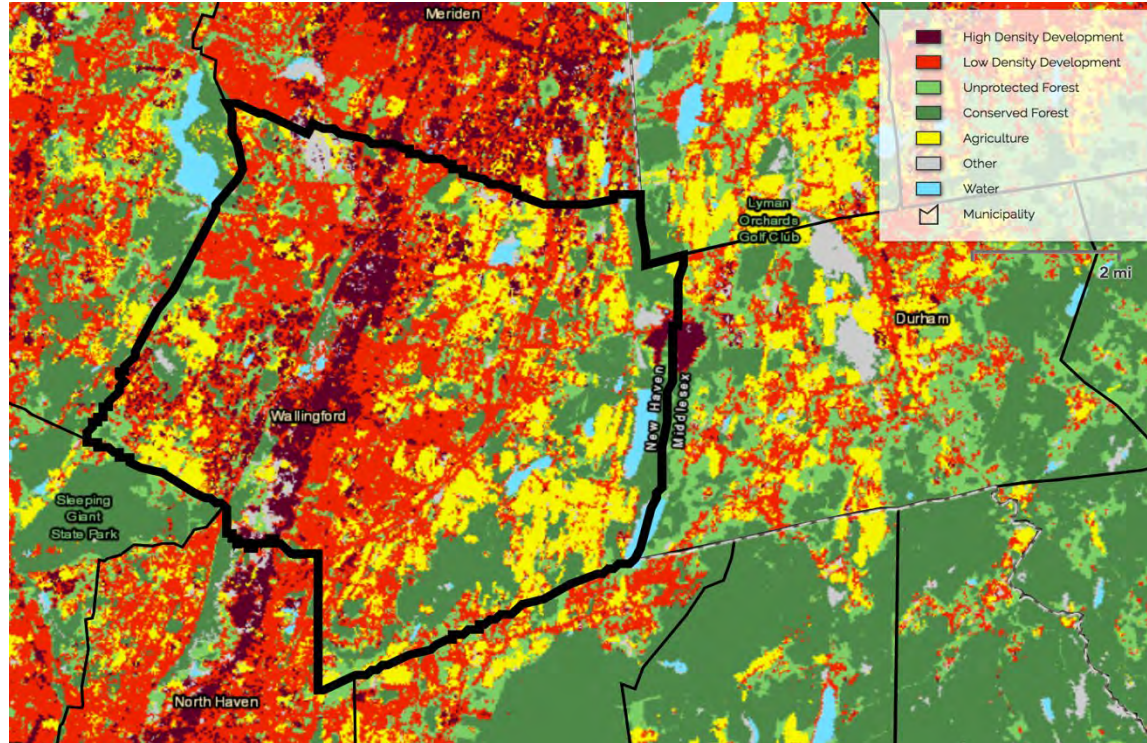 Meriden
High Density Development
Low Density Development
Unprotected Forest
Conserved Forest
Agriculture
Other
Water
Municipality
Lyman
Orchards
Golf Club
2 mi
Durham
New Haven
Middlesex
Wallingford
Sleeping
Giant
State Park
North Haven